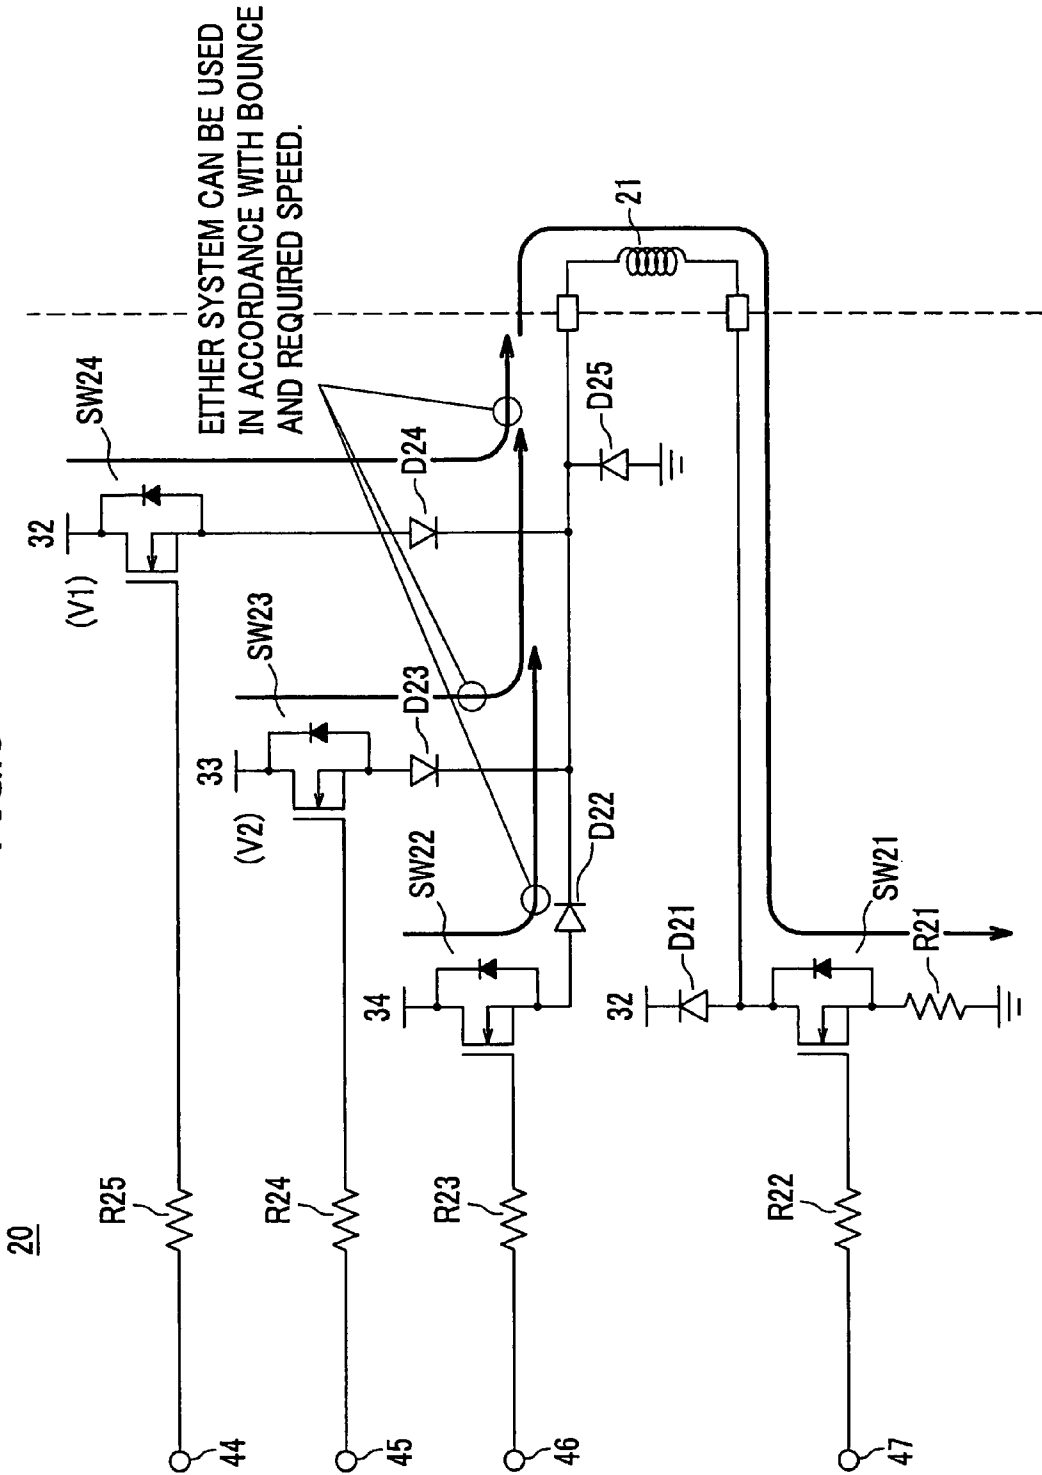 20
EITHER SYSTEM CAN BE USED
IN ACCORDANCE WITH BOUNCE
AND REQUIRED SPEED.
44
R25
32
(V1)
SW24
D24
45
R24
33
(V2)
SW23
D23
46
R23
34
SW22
D22
D25
21
47
R22
32
D21
SW21
R21